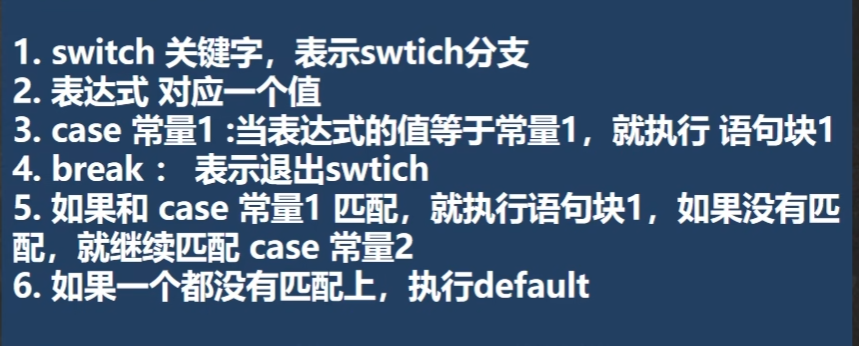 1. switch 关键字，表示swtich分支
2. 表达式 对应一个值
3. case 常量1 :当表达式的值等于常量1，就执行 语句块1
4. break ： 表示退出swtich
5. 如果和 case 常量1 匹配，就执行语句块1，如果没有匹
配，就继续匹配 case 常量2
6. 如果一个都没有匹配上，执行default